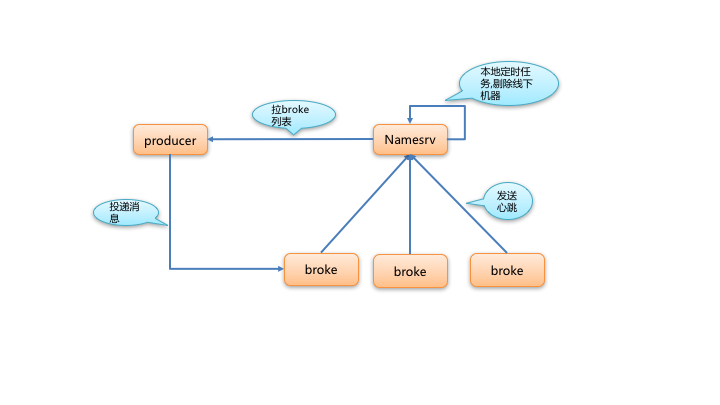 本地定时任
务,剔除线下
机器
拉broke
列表
producer
Namesrv
投递消
息
发送
心跳
broke
broke
broke